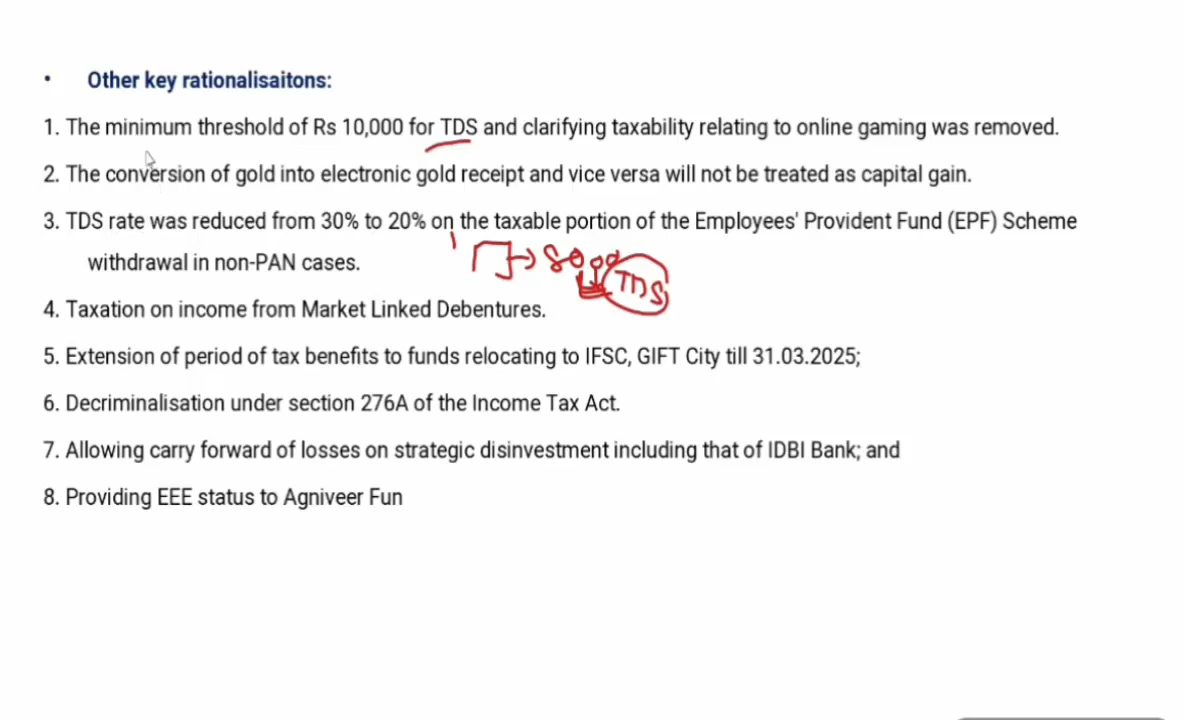 • Other key rationalisaitons:
1. The minimum threshold of Rs 10,000 for TDS and clarifying taxability relating to online gaming was removed.
2. The conversion of gold into electronic gold receipt and vice versa will not be treated as capital gain.
3. TDS rate was reduced from 30% to 20% on the taxable portion of the Employees' Provident Fund (EPF) Scheme
withdrawal in non-PAN cases.
TDS
4. Taxation on income from Market Linked Debentures.
5. Extension of period of tax benefits to funds relocating to IFSC, GIFT City till 31.03.2025;
6. Decriminalisation under section 276A of the Income Tax Act.
7. Allowing carry forward of losses on strategic disinvestment including that of IDBI Bank; and
8. Providing EEE status to Agniveer Fun